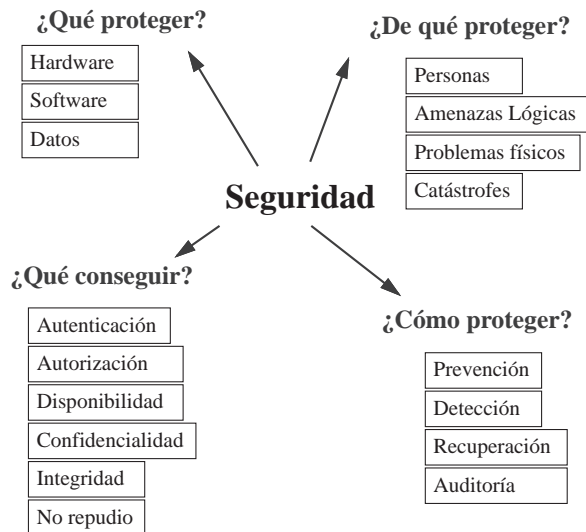 ¿Qué proteger?
Hardware
Software
Datos
¿De qué proteger?
Personas
Amenazas Lógicas
Problemas físicos
Catástrofes
Seguridad
¿Qué conseguir?
Autenticación
Autorización
Disponibilidad
Confidencialidad
Integridad
No repudio
¿Cómo proteger?
Prevención
Detección
Recuperación
Auditoría